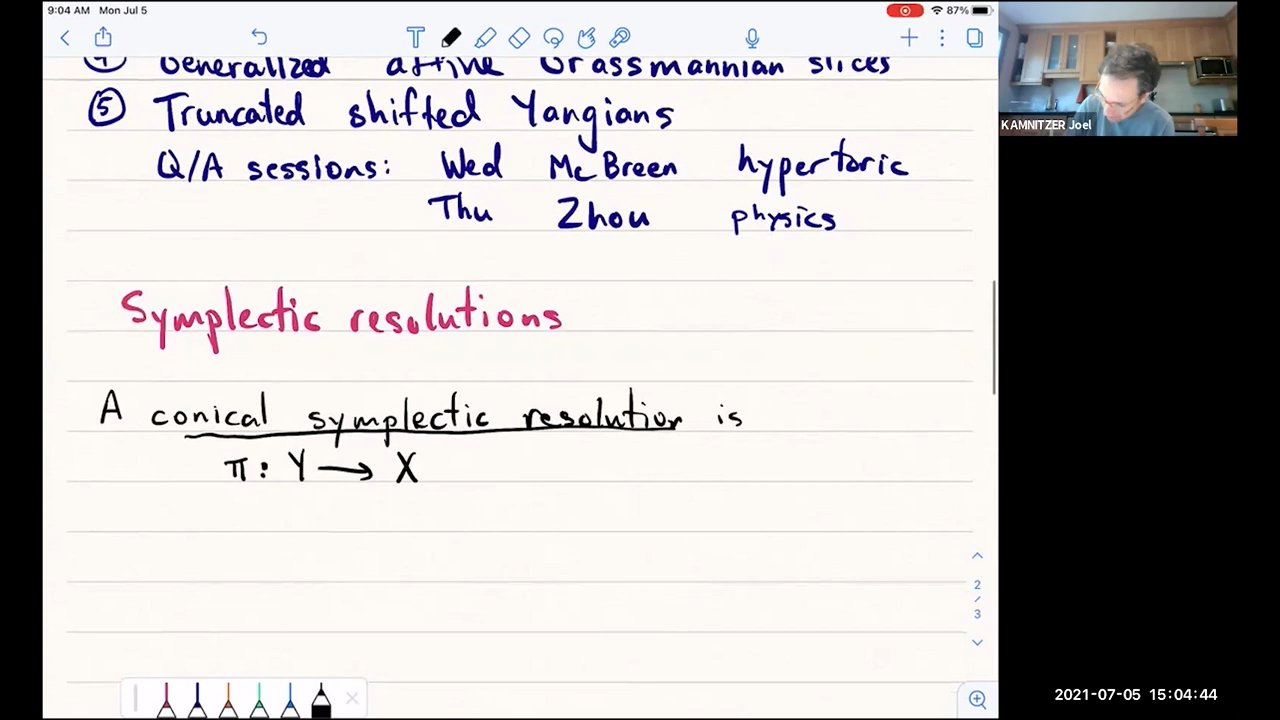 9:04 AM Mon Jul 5
87%
④ Generalized affine Grassmannian slices
⑤ Truncated shifted Yangians
Q/A sessions: Wed McBreen hypertoric
Thu Zhou physics
Symplectic resolutions
A conical symplectic resolution is
π: Y → X
2
/
3
KAMNITZER Joel
2021-07-05 15:04:44